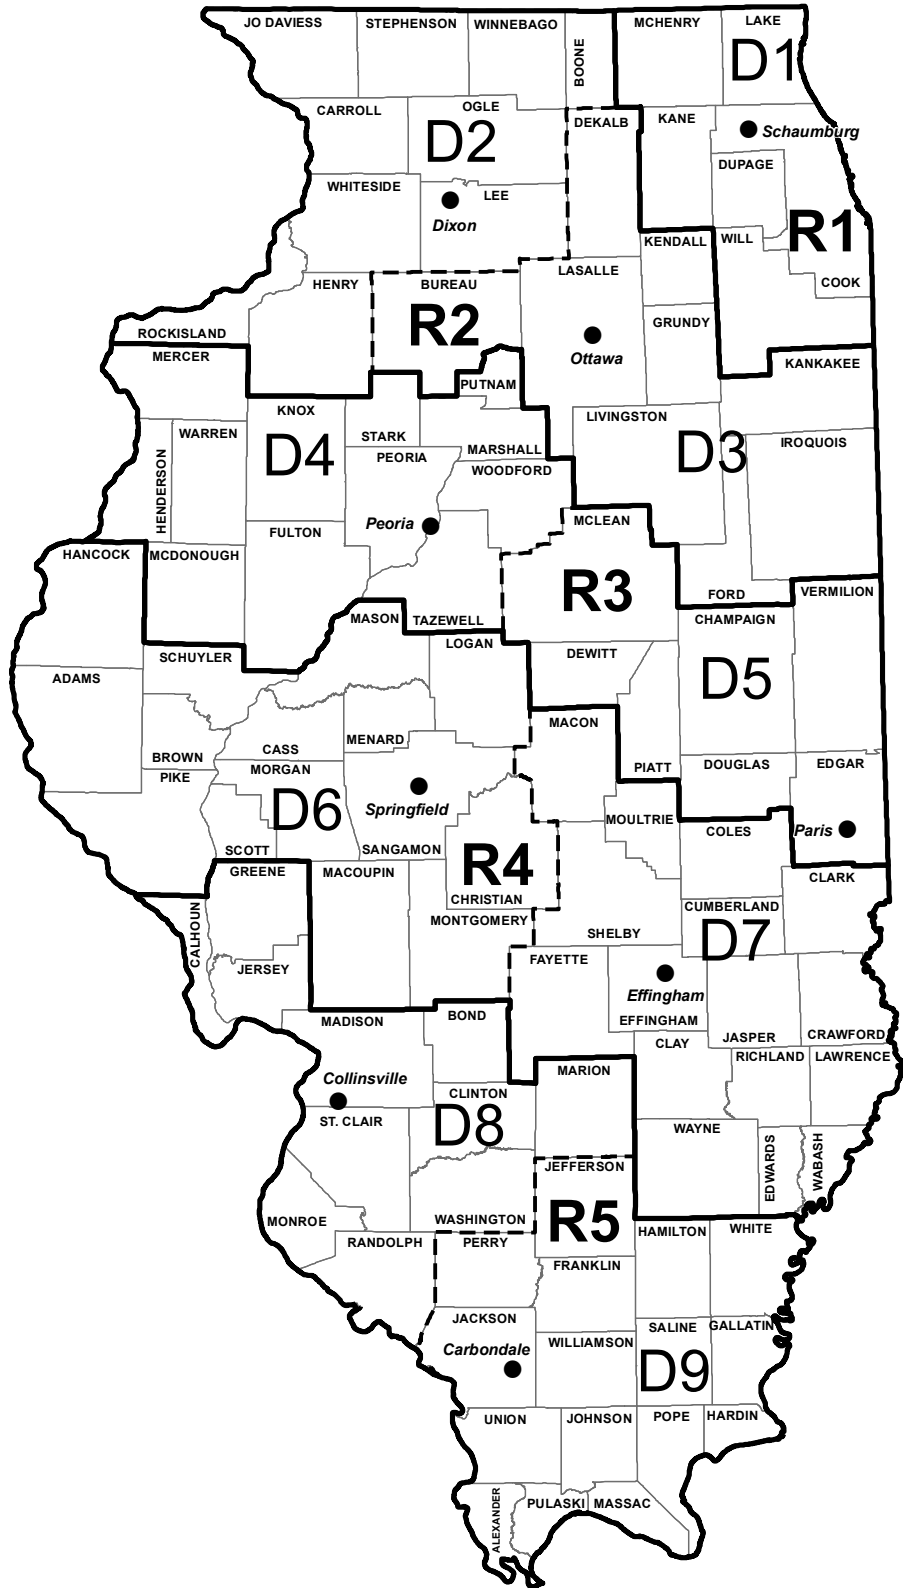 JO DAVIESS
STEPHENSON
WINNEBAGO
BOONE
MCHENRY
LAKE
D1
CARROLL
OGLE
D2
DEKALB
KANE
Schaumburg
DUPAGE
WHITESIDE
LEE
Dixon
R1
KENDALL
WILL
COOK
HENRY
BUREAU
LASALLE
R2
GRUNDY
ROCKISLAND
Ottawa
MERCER
KANKAKEE
PUTNAM
KNOX
LIVINGSTON
WARREN
STARK
D4
D3
IROQUOIS
HENDERSON
PEORIA
MARSHALL
WOODFORD
Peoria
MCLEAN
FULTON
HANCOCK
MCDONOUGH
R3
FORD
VERMILION
MASON
TAZEWELL
CHAMPAIGN
LOGAN
DEWITT
SCHUYLER
ADAMS
D5
MACON
MENARD
CASS
BROWN
PIKE
MORGAN
PIATT
DOUGLAS
EDGAR
Springfield
D6
MOULTRIE
COLES
Paris
SCOTT
SANGAMON
GREENE
MACOUPIN
R4
CLARK
CHRISTIAN
CUMBERLAND
MONTGOMERY
CALHOUN
SHELBY
D7
FAYETTE
JERSEY
Effingham
EFFINGHAM
MADISON
BOND
JASPER
CRAWFORD
CLAY
RICHLAND
LAWRENCE
MARION
Collinsville
CLINTON
ST. CLAIR
D8
WAYNE
EDWARDS
WABASH
JEFFERSON
R5
MONROE
WASHINGTON
HAMILTON
WHITE
RANDOLPH
PERRY
FRANKLIN
JACKSON
SALINE
GALLATIN
WILLIAMSON
Carbondale
D9
UNION
JOHNSON
POPE
HARDIN
ALEXANDER
PULASKI
MASSAC